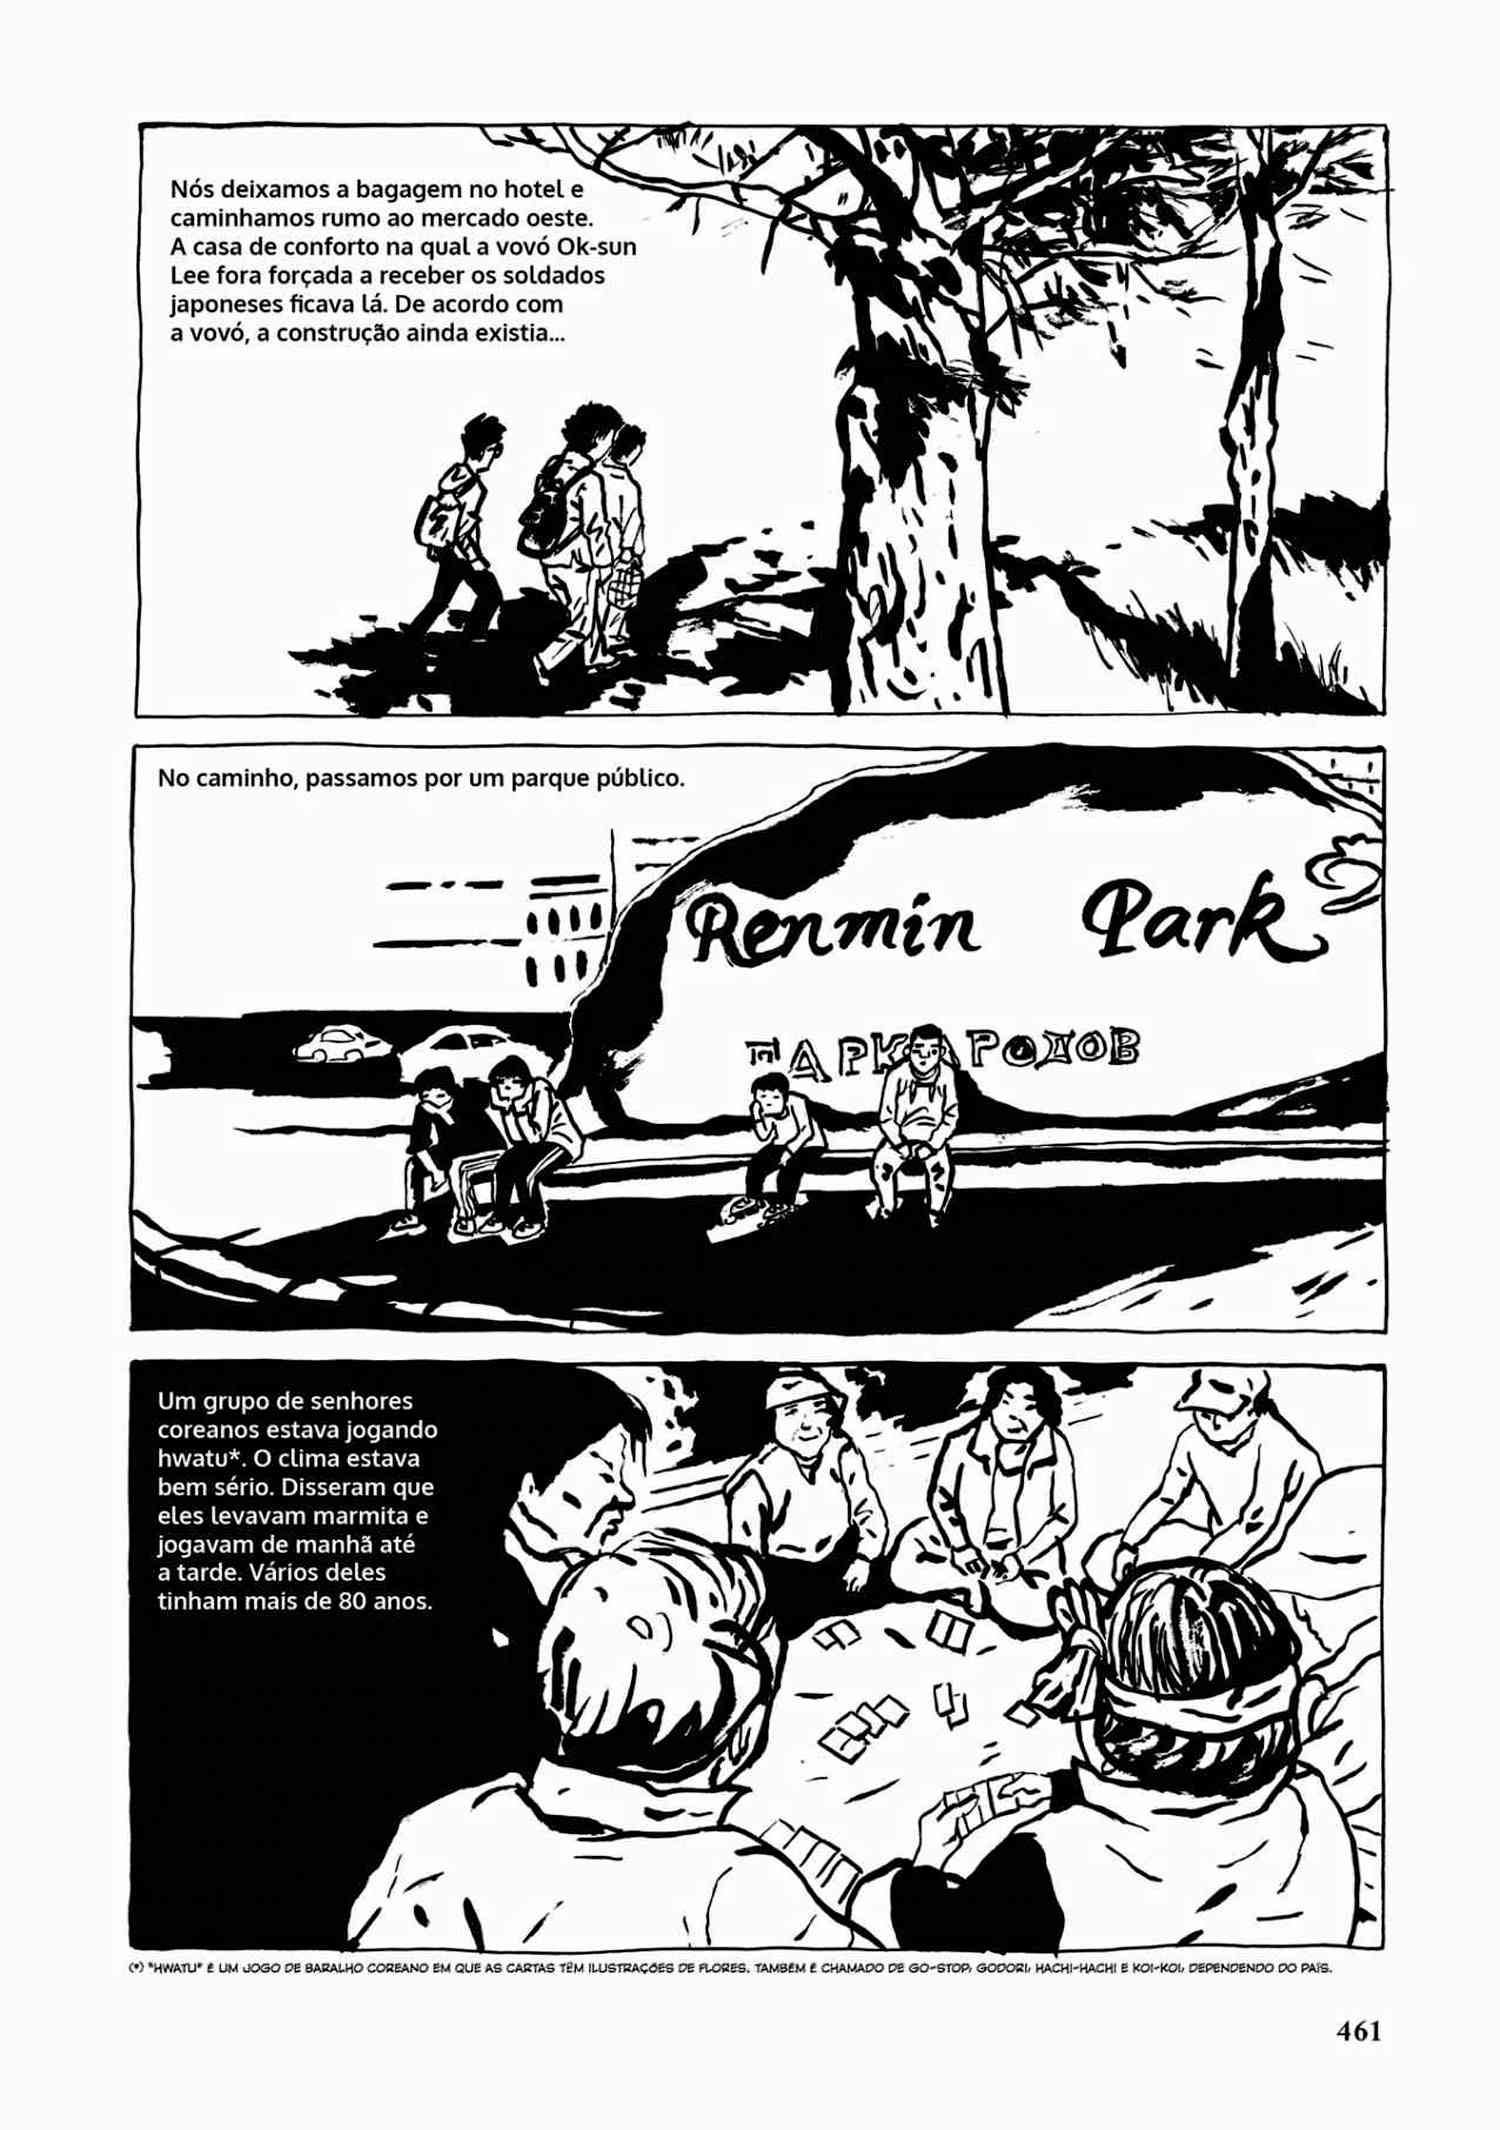 Nós deixamos a bagagem no hotel e
caminhamos rumo ao mercado oeste.
A casa de conforto na qual a vovó Ok-sun
Lee fora forçada a receber os soldados
japoneses ficava lá. De acordo com
a vovó, a construção ainda existia...
No caminho, passamos por um parque público.
Renmin Park
Um grupo de senhores
coreanos estava jogando
hwatu*. O clima estava
bem sério. Disseram que
eles levavam marmita e
jogavam de manhã até
a tarde. Vários deles
tinham mais de 80 anos.
(*) "HWATU" É UM JOGO DE BARALHO COREANO EM QUE AS CARTAS TÊM ILUSTRAÇÕES DE FLORES. TAMBÉM É CHAMADO DE GO-STOP, GODORI, HACHI-HACHI E KOI-KOI, DEPENDENDO DO PAÍS.
461